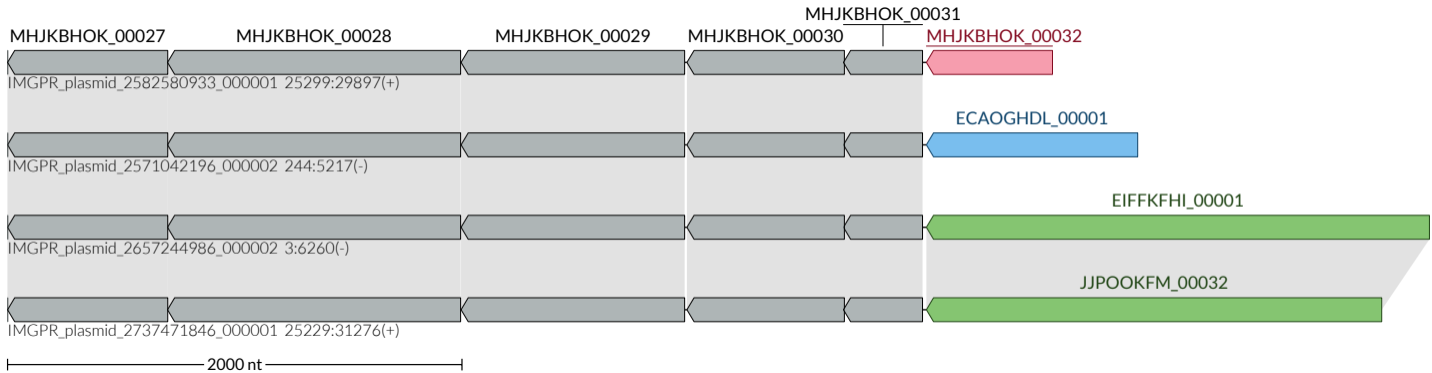 MHJKBHOK_00031
MHJKBHOK_00027 MHJKBHOK_00028 MHJKBHOK_00029 MHJKBHOK_00030 MHJKBHOK_00032
IMGPR_plasmid_2582580933_000001 25299:29897(+)
ECAOGHDL_00001
IMGPR_plasmid_2571042196_000002 244:5217(-)
EIFFKFHI_00001
IMGPR_plasmid_2657244986_000002 3:6260(-)
JJPOOKFM_00032
IMGPR_plasmid_2737471846_000001 25229:31276(+)
2000 nt